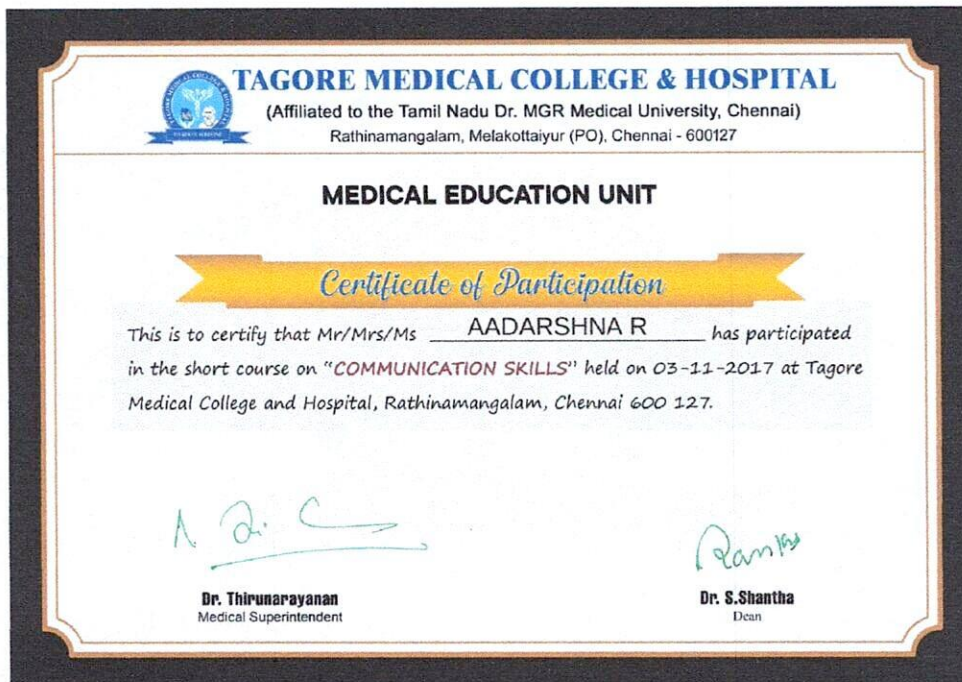 TAGORE MEDICAL COLLEGE & HOSPITAL
(Affiliated to the Tamil Nadu Dr. MGR Medical University, Chennai)
Rathinamangalam, Melakottaiyur (PO), Chennai - 600127
MEDICAL EDUCATION UNIT
Certificate of Participation
This is to certify that Mr/Mrs/Ms AADARSHNA R has participated
in the short course on "COMMUNICATION SKILLS" held on 03-11-2017 at Tagore
Medical College and Hospital, Rathinamangalam, Chennai 600 127.
Dr. Thirunarayanan
Medical Superintendent
Dr. S.Shantha
Dean